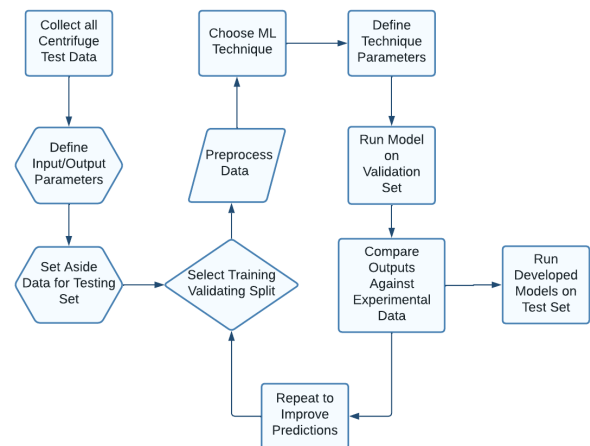 Collect all
Centrifuge
Test Data
Define
Input/Output
Parameters
Set Aside
Data for Testing
Set
Select Training
Validating Split
Preprocess
Data
Choose ML
Technique
Define
Technique
Parameters
Run Model
on
Validation
Set
Compare
Outputs
Against
Experimental
Data
Run
Developed
Models on
Test Set
Repeat to
Improve
Predictions